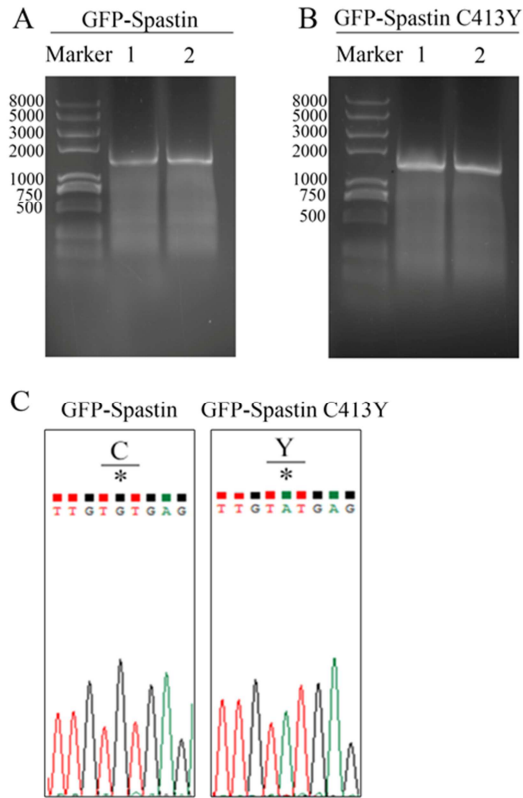 A
GFP-Spastin
Marker 1 2
8000
5000
3000
2000
1000
750
500
B
GFP-Spastin C413Y
Marker 1 2
8000
5000
3000
2000
1000
750
500
C
GFP-Spastin
C
*
T T G T G T G A G
GFP-Spastin C413Y
Y
*
T T G T A T G A G